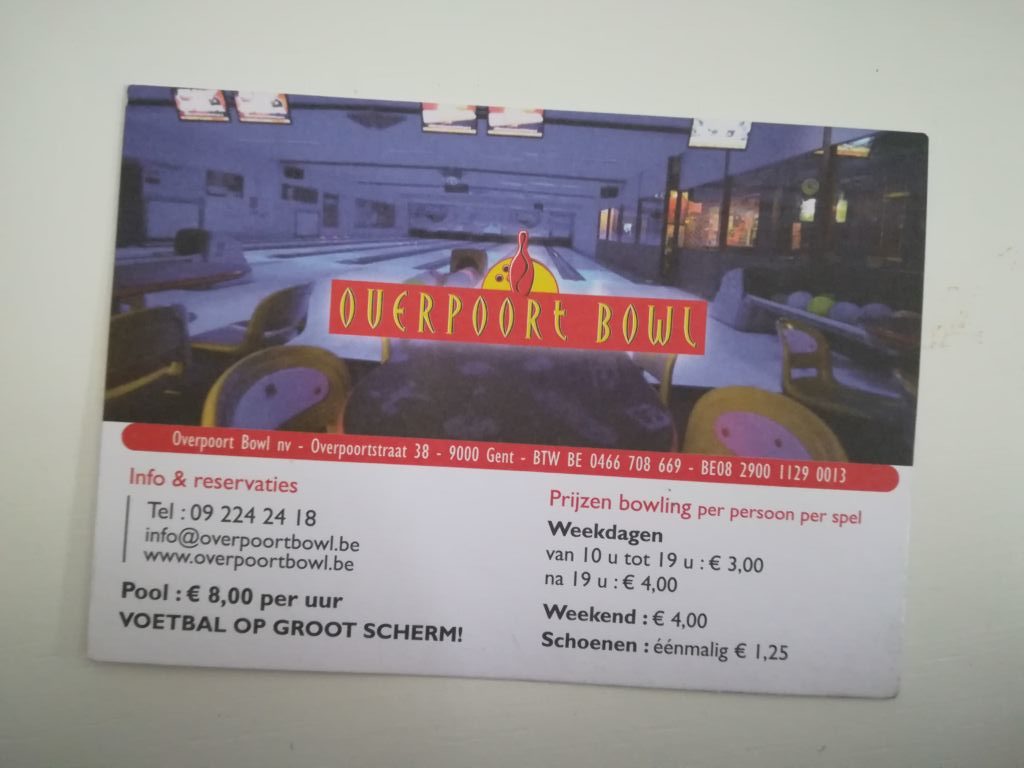 OVERPOORT BOWL
Overpoort Bowl nv - Overpoortstraat 38 - 9000 Gent - BTW BE 0466 708 669 - BE08 2900 1129 0013
Info & reservaties
Tel : 09 224 24 18
info@overpoortbowl.be
www.overpoortbowl.be
Pool : € 8,00 per uur
VOETBAL OP GROOT SCHERM!
Prijzen bowling per persoon per spel
Weekdagen
van 10 u tot 19 u : € 3,00
na 19 u : € 4,00
Weekend : € 4,00
Schoenen : éénmalig € 1,25